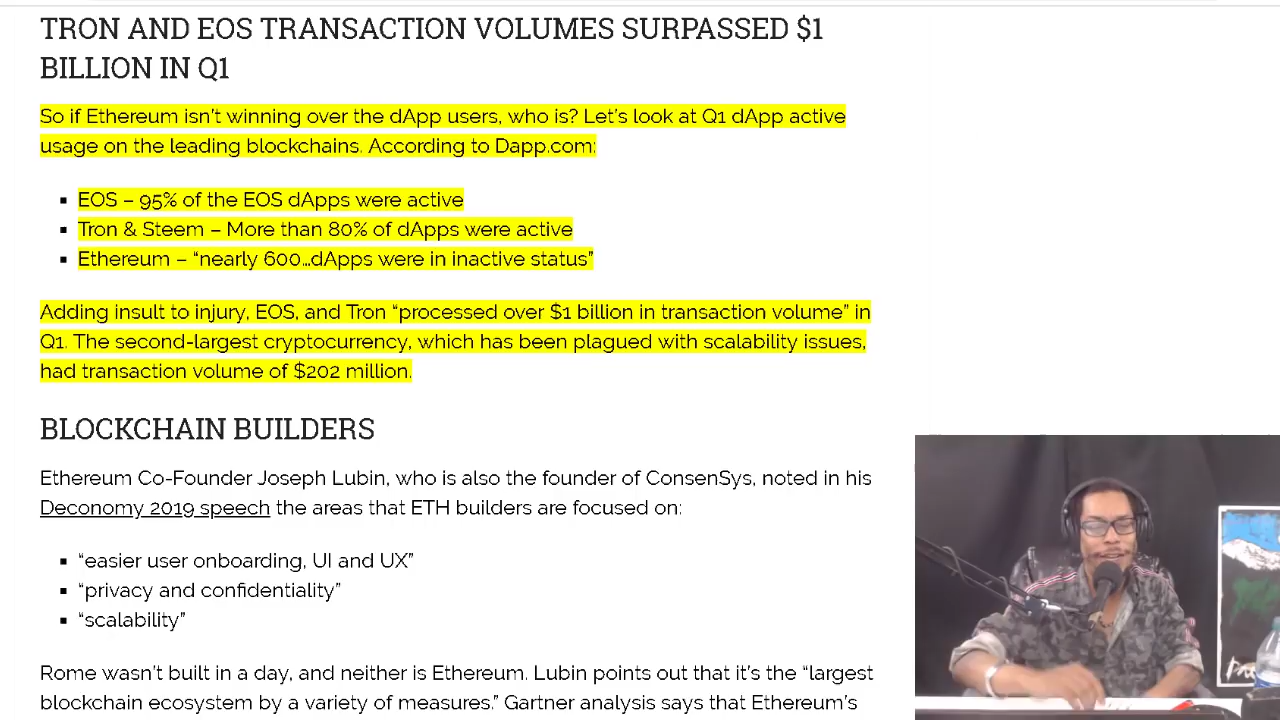 TRON AND EOS TRANSACTION VOLUMES SURPASSED $1
BILLION IN Q1
So if Ethereum isn’t winning over the dApp users, who is? Let’s look at Q1 dApp active
usage on the leading blockchains. According to Dapp.com:
▪ EOS – 95% of the EOS dApps were active
▪ Tron & Steem – More than 80% of dApps were active
▪ Ethereum – “nearly 600…dApps were in inactive status”
Adding insult to injury, EOS, and Tron “processed over $1 billion in transaction volume” in
Q1. The second-largest cryptocurrency, which has been plagued with scalability issues,
had transaction volume of $202 million.
BLOCKCHAIN BUILDERS
Ethereum Co-Founder Joseph Lubin, who is also the founder of ConsenSys, noted in his
Deconomy 2019 speech the areas that ETH builders are focused on:
▪ “easier user onboarding, UI and UX”
▪ “privacy and confidentiality”
▪ “scalability”
Rome wasn’t built in a day, and neither is Ethereum. Lubin points out that it’s the “largest
blockchain ecosystem by a variety of measures.” Gartner analysis says that Ethereum’s